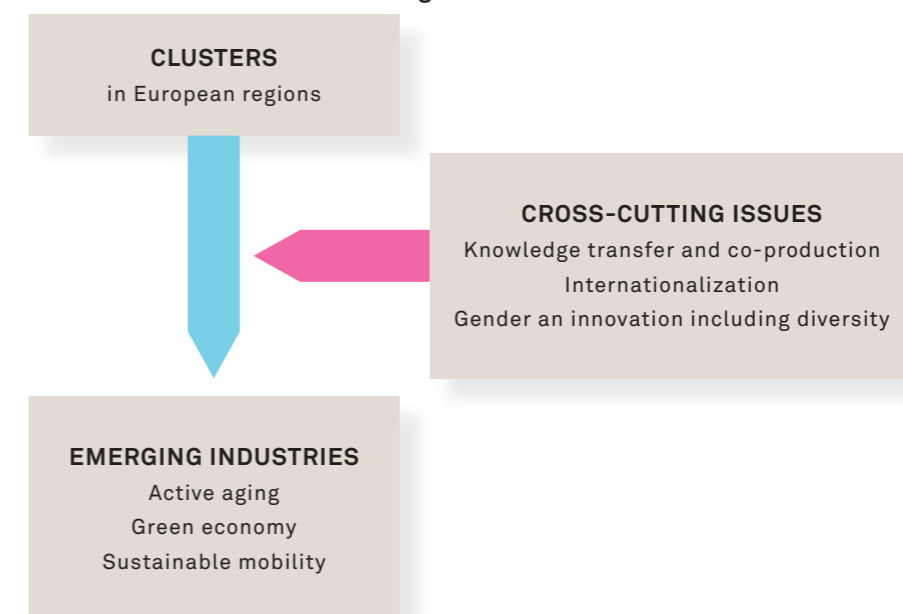 CLUSTERS
in European regions
CROSS-CUTTING ISSUES
Knowledge transfer and co-production
Internationalization
Gender an innovation including diversity
EMERGING INDUSTRIES
Active aging
Green economy
Sustainable mobility